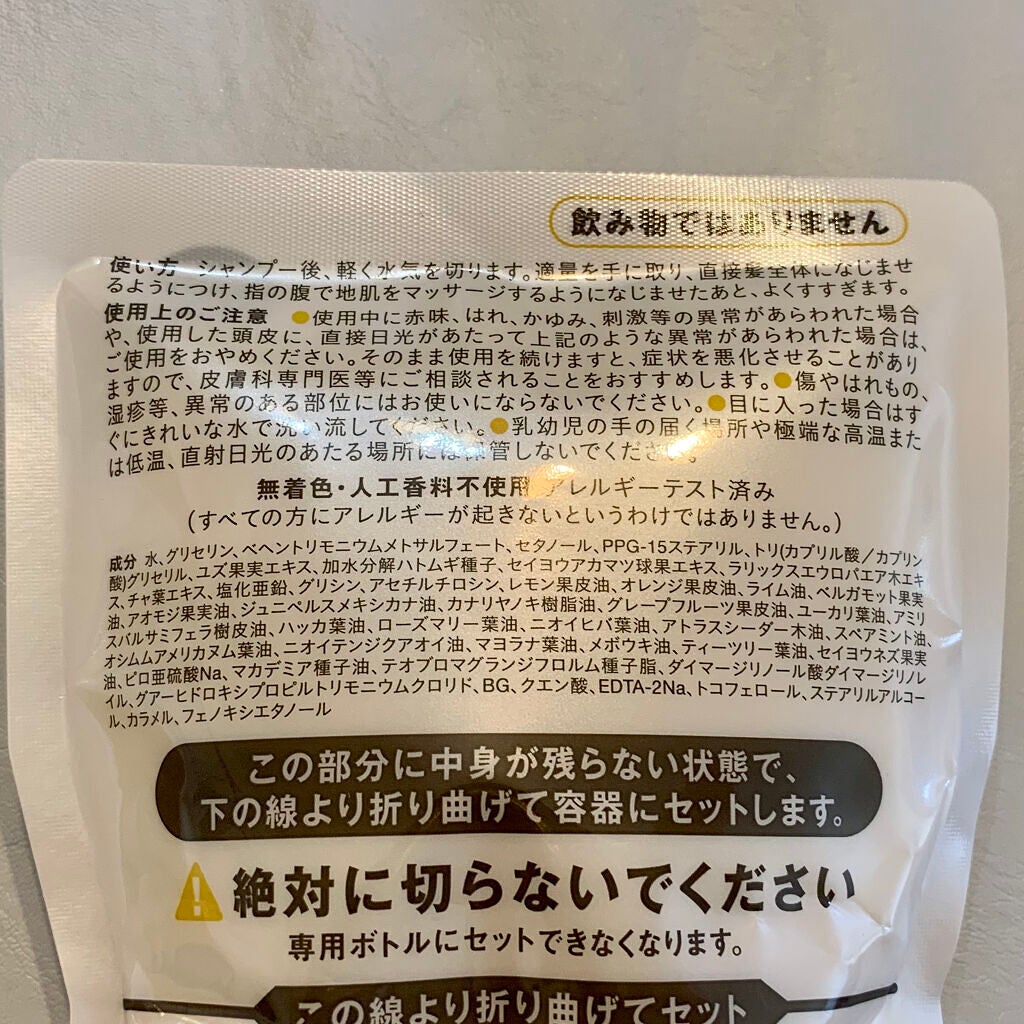 飲み物ではありません
使い方 シャンプー後、軽く水気を切ります。適量を手に取り、直接髪全体になじませ
るようにつけ、指の腹で地肌をマッサージするようになじませたあと、よくすすぎます。
使用上のご注意 ●使用中に赤味、はれ、かゆみ、刺激等の異常があらわれた場合
や、使用した頭皮に、直接日光があたって上記のような異常があらわれた場合は、
ご使用をおやめください。そのまま使用を続けますと、症状を悪化させることがあり
ますので、皮膚科専門医等にご相談されることをおすすめします。●傷やはれもの、
湿疹等、異常のある部位にはお使いにならないでください。●目に入った場合はす
ぐにきれいな水で洗い流してください。●乳幼児の手の届く場所や極端な高温また
は低温、直射日光のあたる場所には保管しないでください。
無着色・人工香料不使用 アレルギーテスト済み
(すべての方にアレルギーが起きないというわけではありません。)
成分 水、グリセリン、ベヘントリモニウムメトサルフェート、セタノール、PPG-15ステアリル、トリ(カプリル酸/カプリン
酸)グリセリル、ユズ果実エキス、加水分解ハトムギ種子、セイヨウアカマツ球果エキス、ラリックスエウロパエア木エキ
ス、チャ葉エキス、塩化亜鉛、グリシン、アセチルチロシン、レモン果皮油、オレンジ果皮油、ライム油、ベルガモット果実
油、アオモジ果実油、ジュニペルスメキシカナ油、カナリヤノキ樹脂油、グレープフルーツ果皮油、ユーカリ葉油、アミリ
スバルサミフェラ樹皮油、ハッカ葉油、ローズマリー葉油、ニオイヒバ葉油、アトラスシーダー木油、スペアミント油、
オシムムアメリカヌム葉油、ニオイテンジクアオイ油、マヨラナ葉油、メボウキ油、ティーツリー葉油、セイヨウネズ果実
油、ピロ亜硫酸Na、マカデミア種子油、テオブロマグランジフロルム種子脂、ダイマージリノール酸ダイマージリノレ
イル、グアーヒドロキシプロピルトリモニウムクロリド、BG、クエン酸、EDTA-2Na、トコフェロール、ステアリルアルコー
ル、カラメル、フェノキシエタノール
この部分に中身が残らない状態で、
下の線より折り曲げて容器にセットします。
絶対に切らないでください
専用ボトルにセットできなくなります。
この線より折り曲げてセット